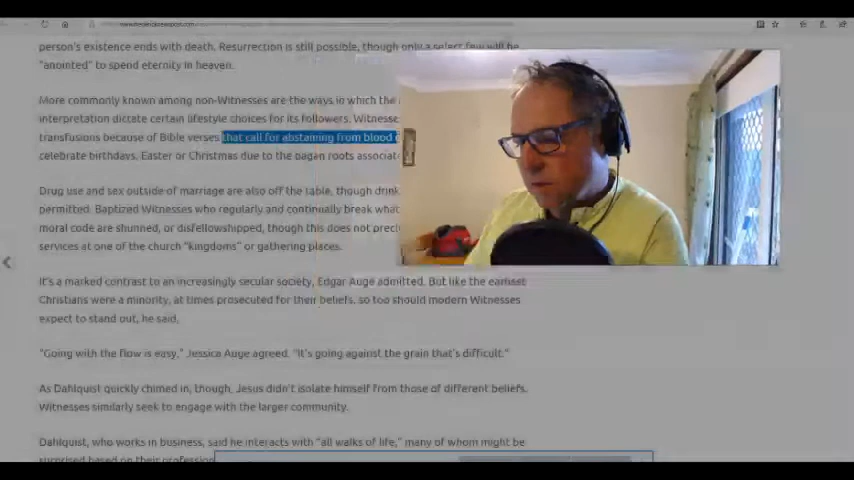 www.fredericknewspost.com
person's existence ends with death. Resurrection is still possible, though only a select few will be
"anointed" to spend eternity in heaven.
More commonly known among non-Witnesses are the ways in which the
interpretation dictate certain lifestyle choices for its followers. Witnesse
transfusions because of Bible verses that call for abstaining from blood
celebrate birthdays, Easter or Christmas due to the pagan roots associat
Drug use and sex outside of marriage are also off the table, though drink
permitted. Baptized Witnesses who regularly and continually break what
moral code are shunned, or disfellowshipped, though this does not prec
services at one of the church "kingdoms" or gathering places.
It's a marked contrast to an increasingly secular society, Edgar Auge admitted. But like the earliest
Christians were a minority, at times prosecuted for their beliefs, so too should modern Witnesses
expect to stand out, he said.
"Going with the flow is easy," Jessica Auge agreed. "It's going against the grain that's difficult."
As Dahlquist quickly chimed in, though, Jesus didn't isolate himself from those of different beliefs.
Witnesses similarly seek to engage with the larger community.
Dahlquist, who works in business, said he interacts with "all walks of life," many of whom might be
surprised based on their profession